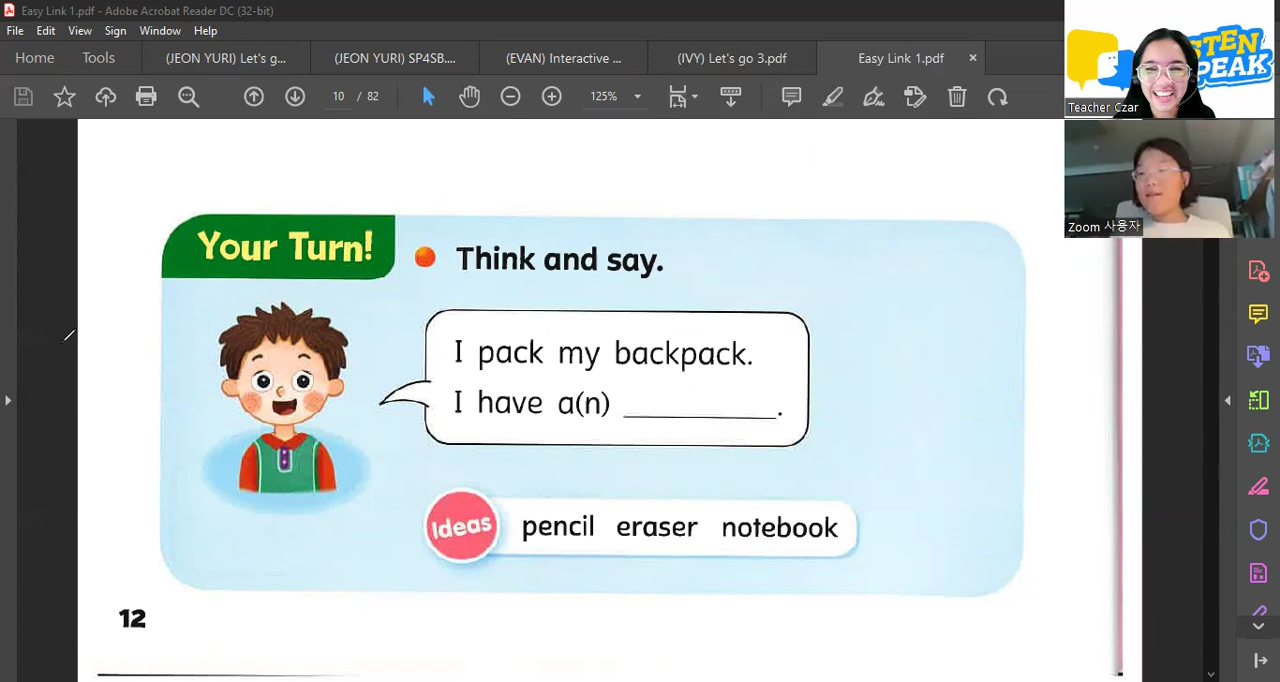 Easy Link 1.pdf - Adobe Acrobat Reader DC (32-bit)
File Edit View Sign Window Help
Home Tools (JEON YURI) Let's g... (JEON YURI) SP4SB.... (EVAN) Interactive ... (IVY) Let's go 3.pdf Easy Link 1.pdf ×
10 / 82 125%
STEN
PEAK
Teacher Czar
Zoom 사용자
Your Turn!
Think and say.
I pack my backpack.
I have a(n) __________.
Ideas pencil eraser notebook
12